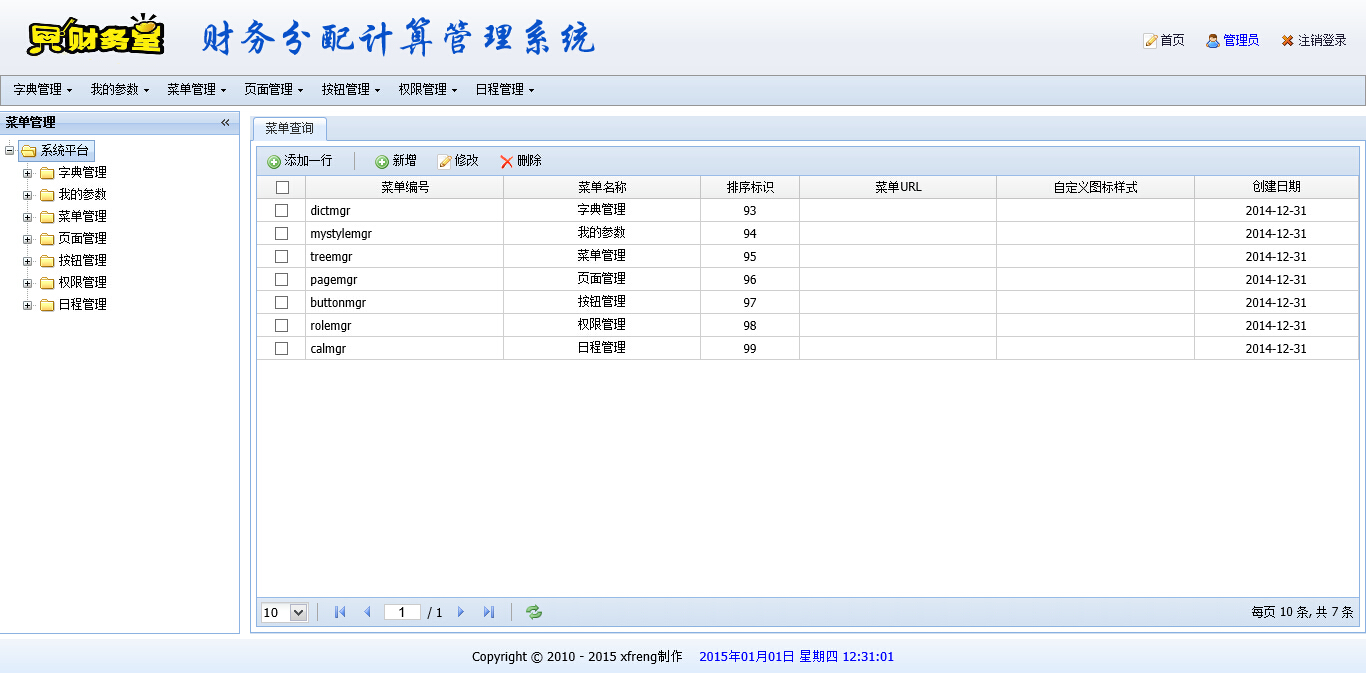 財务堂 财务分配计算管理系统
首页 管理员 注销登录
字典管理 我的参数 菜单管理 页面管理 按钮管理 权限管理 日程管理
菜单管理 «
系统平台
字典管理
我的参数
菜单管理
页面管理
按钮管理
权限管理
日程管理
菜单查询
添加一行 新增 修改 删除
菜单编号 菜单名称 排序标识 菜单URL 自定义图标样式 创建日期
dictmgr 字典管理 93 2014-12-31
mystylemgr 我的参数 94 2014-12-31
treemgr 菜单管理 95 2014-12-31
pagemgr 页面管理 96 2014-12-31
buttonmgr 按钮管理 97 2014-12-31
rolemgr 权限管理 98 2014-12-31
calmgr 日程管理 99 2014-12-31
10 1 / 1 每页 10 条, 共 7 条
Copyright © 2010 - 2015 xfreng制作 2015年01月01日 星期四 12:31:01